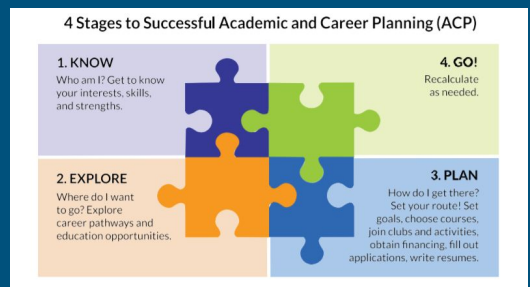 4 Stages to Successful Academic and Career Planning (ACP)
1. KNOW
Who am I? Get to know
your interests, skills,
and strengths.
2. EXPLORE
Where do I want
to go? Explore
career pathways and
education opportunities.
3. PLAN
How do I get there?
Set your route! Set
goals, choose courses,
join clubs and activities,
obtain financing, fill out
applications, write resumes.
4. GO!
Recalculate
as needed.